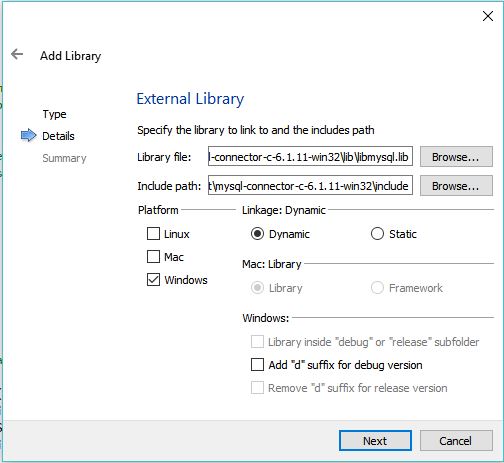 Add Library
Type
Details
Summary
External Library
Specify the library to link to and the includes path
Library file: l-connector-c-6.1.11-win32\lib\libmysql.lib Browse...
Include path: t\mysql-connector-c-6.1.11-win32\include Browse...
Platform
Linux
Mac
Windows
Linkage: Dynamic
Dynamic Static
Mac: Library
Library Framework
Windows:
Library inside "debug" or "release" subfolder
Add "d" suffix for debug version
Remove "d" suffix for release version
Next Cancel